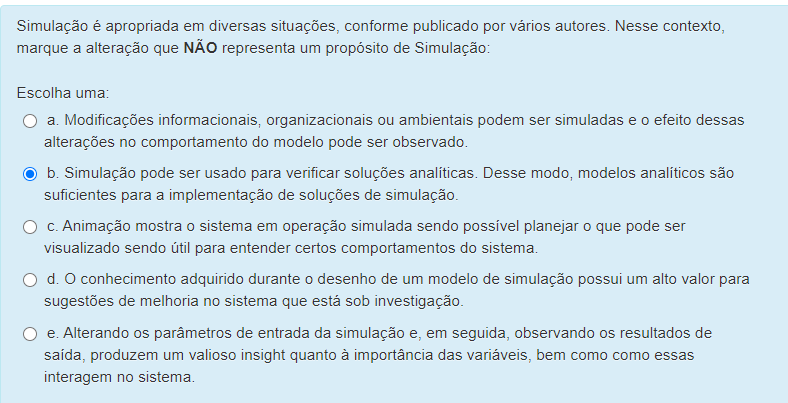 Simulação é apropriada em diversas situações, conforme publicado por vários autores. Nesse contexto,
marque a alteração que NÃO representa um propósito de Simulação:
Escolha uma:
a. Modificações informacionais, organizacionais ou ambientais podem ser simuladas e o efeito dessas
alterações no comportamento do modelo pode ser observado.
b. Simulação pode ser usado para verificar soluções analíticas. Desse modo, modelos analíticos são
suficientes para a implementação de soluções de simulação.
c. Animação mostra o sistema em operação simulada sendo possível planejar o que pode ser
visualizado sendo útil para entender certos comportamentos do sistema.
d. O conhecimento adquirido durante o desenho de um modelo de simulação possui um alto valor para
sugestões de melhoria no sistema que está sob investigação.
e. Alterando os parâmetros de entrada da simulação e, em seguida, observando os resultados de
saída, produzem um valioso insight quanto à importância das variáveis, bem como como essas
interagem no sistema.